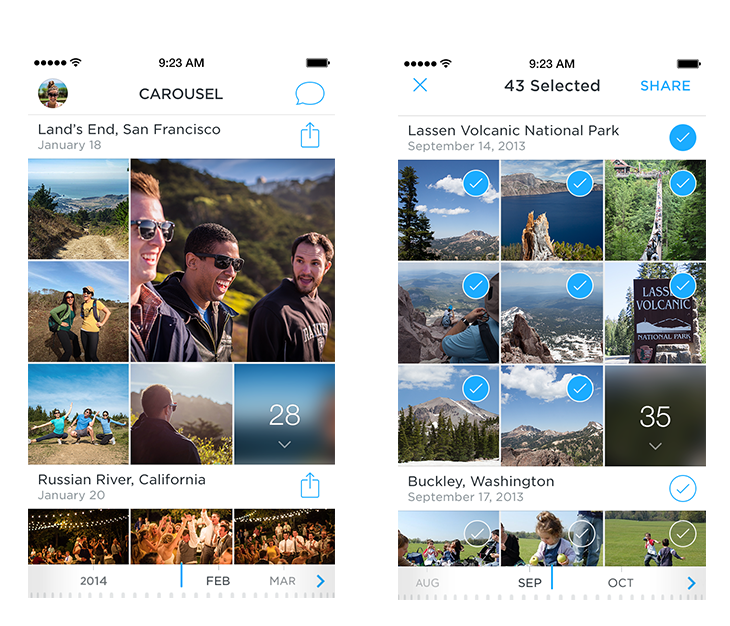 9:23 AM
CAROUSEL
Land's End, San Francisco
January 18
28
Russian River, California
January 20
2014
FEB
MAR
9:23 AM
43 Selected
SHARE
Lassen Volcanic National Park
September 14, 2013
LASSEN
VOLCANIC
NATIONAL PARK
35
Buckley, Washington
September 17, 2013
AUG
SEP
OCT